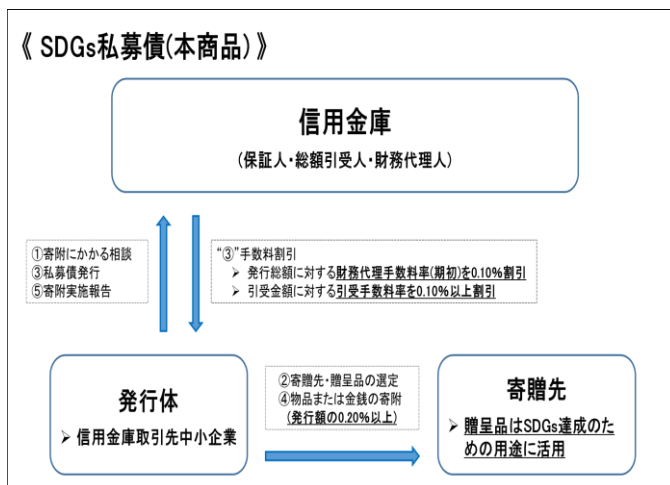 《 SDGs私募債(本商品) 》
信用金庫
(保証人・総額引受人・財務代理人)
①寄附にかかる相談
③私募債発行
⑤寄附実施報告
“③”手数料割引
➢ 発行総額に対する財務代理手数料率(期初)を0.10%割引
➢ 引受金額に対する引受手数料率を0.10%以上割引
発行体
➢ 信用金庫取引先中小企業
②寄贈先・贈呈品の選定
④物品または金銭の寄附
(発行額の0.20%以上)
寄贈先
➢ 贈呈品はSDGs達成のた
めの用途に活用